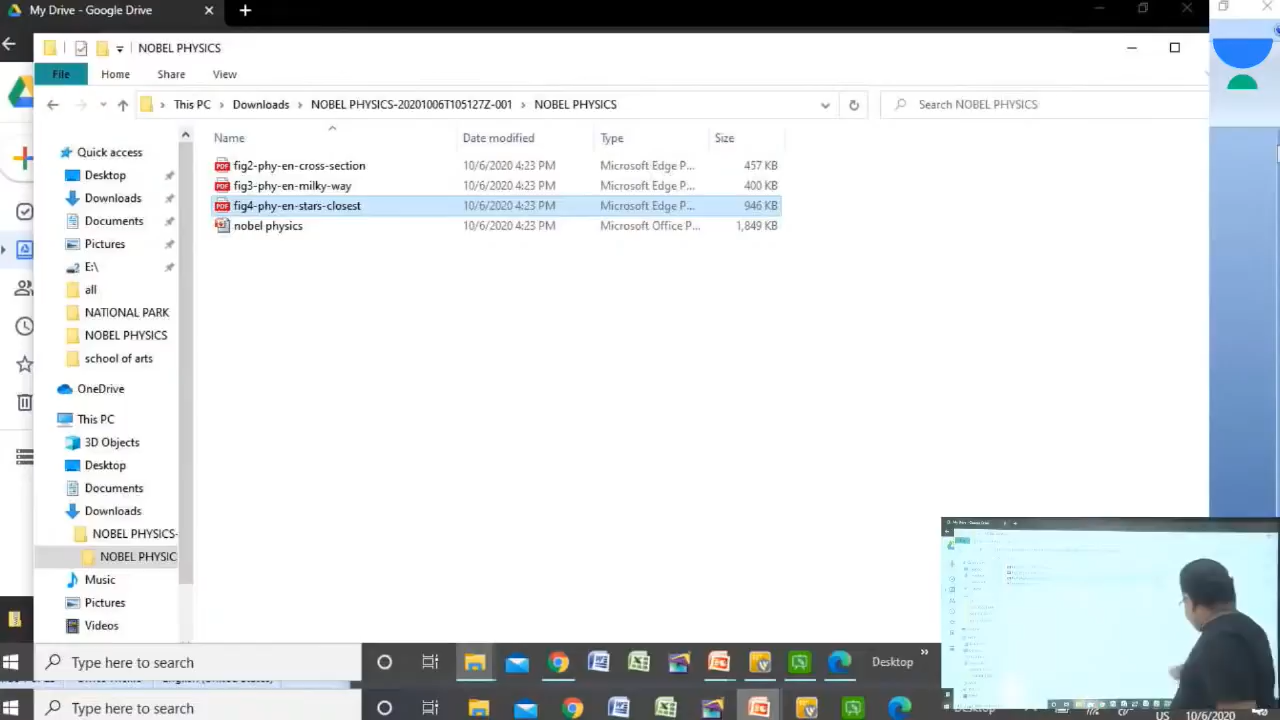 My Drive - Google Drive
NOBEL PHYSICS
File Home Share View
This PC Downloads NOBEL PHYSICS-20201006T105127Z-001 NOBEL PHYSICS
Search NOBEL PHYSICS
Name Date modified Type Size
Quick access
Desktop
Downloads
Documents
Pictures
E:\
all
NATIONAL PARK
NOBEL PHYSICS
school of arts
OneDrive
This PC
3D Objects
Desktop
Documents
Downloads
NOBEL PHYSICS-
NOBEL PHYSIC
Music
Pictures
Videos
fig2-phy-en-cross-section 10/6/2020 4:23 PM Microsoft Edge P... 457 KB
fig3-phy-en-milky-way 10/6/2020 4:23 PM Microsoft Edge P... 400 KB
fig4-phy-en-stars-closest 10/6/2020 4:23 PM Microsoft Edge P... 946 KB
nobel physics 10/6/2020 4:23 PM Microsoft Office P... 1,849 KB
Type here to search
Desktop
Type here to search
Desktop
US 10/6/2020